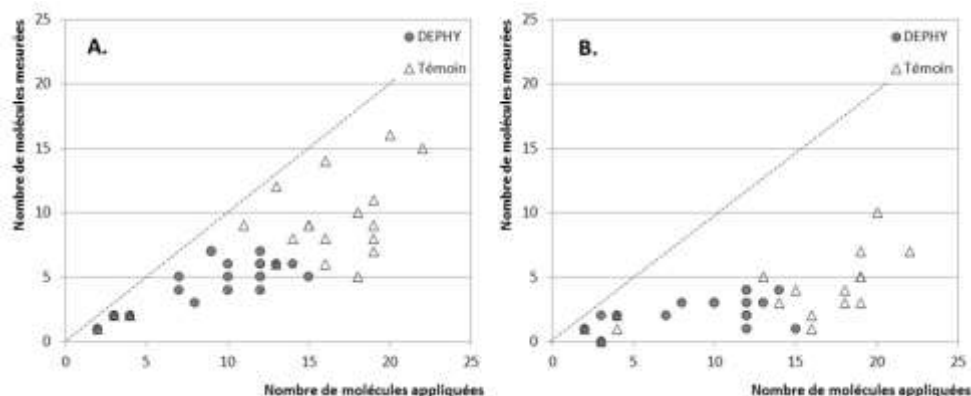 Nombre de molécules mesurées
25
20
15
10
5
0
A.
DEPHY
Témoin
0 5 10 15 20 25
Nombre de molécules appliquées
Nombre de molécules mesurées
25
20
15
10
5
0
B.
DEPHY
Témoin
0 5 10 15 20 25
Nombre de molécules appliquées